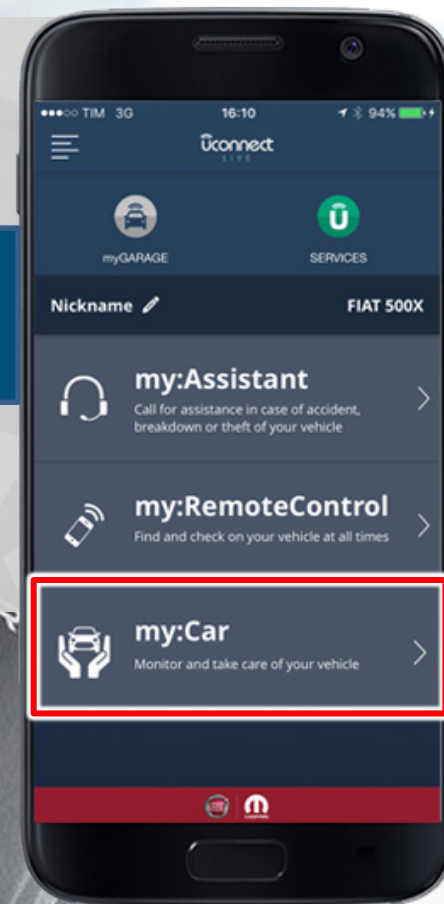 TIM 3G 16:10 94%
ûconnect
LIVE
myGARAGE SERVICES
Nickname FIAT 500X
my:Assistant
Call for assistance in case of accident,
breakdown or theft of your vehicle
my:RemoteControl
Find and check on your vehicle at all times
my:Car
Monitor and take care of your vehicle